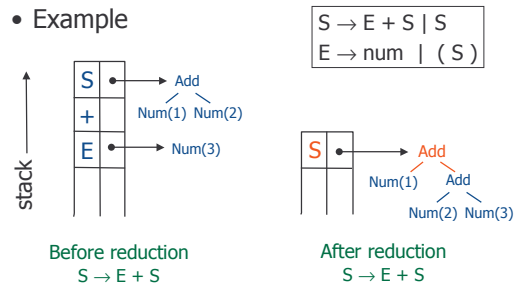 • Example
S → E + S | S
E → num | ( S )
S
Add
+
Num(1) Num(2)
E
Num(3)
stack
S
Add
Num(1)
Add
Num(2) Num(3)
Before reduction
S → E + S
After reduction
S → E + S